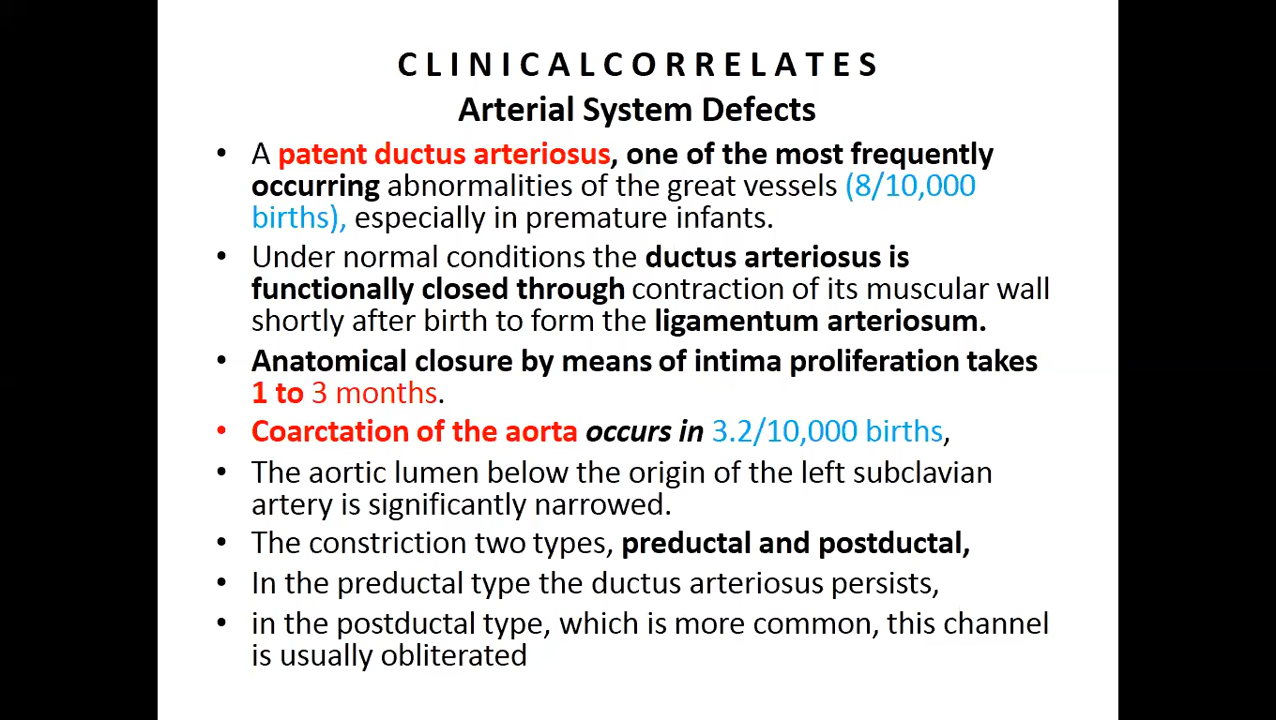 C L I N I C A L C O R R E L A T E S
Arterial System Defects
• A patent ductus arteriosus, one of the most frequently
occurring abnormalities of the great vessels (8/10,000
births), especially in premature infants.
• Under normal conditions the ductus arteriosus is
functionally closed through contraction of its muscular wall
shortly after birth to form the ligamentum arteriosum.
• Anatomical closure by means of intima proliferation takes
1 to 3 months.
• Coarctation of the aorta occurs in 3.2/10,000 births,
• The aortic lumen below the origin of the left subclavian
artery is significantly narrowed.
• The constriction two types, preductal and postductal,
• In the preductal type the ductus arteriosus persists,
• in the postductal type, which is more common, this channel
is usually obliterated